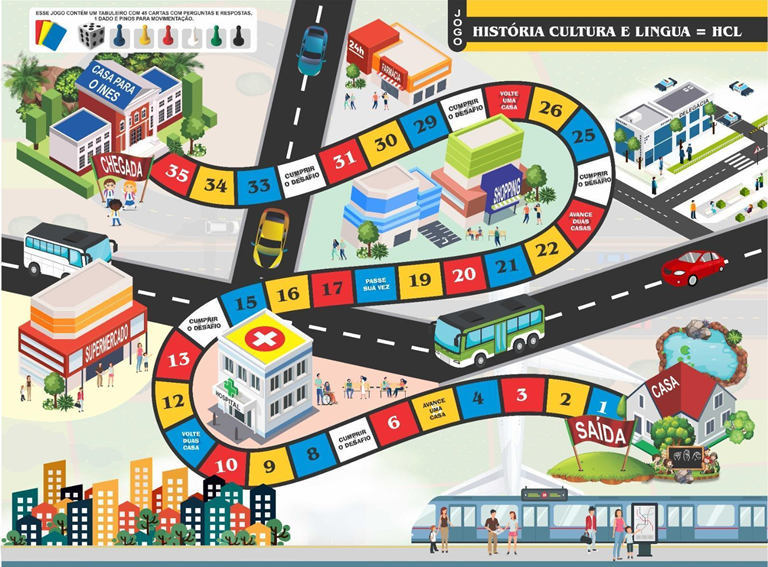 ESSE JOGO CONTÉM UM TABULEIRO COM 45 CARTAS COM PERGUNTAS E RESPOSTAS,
1 DADO E PINOS PARA MOVIMENTAÇÃO.
JOGO
HISTÓRIA CULTURA E LINGUA = HCL
CASA PARA
O INES
CHEGADA
24h
FARMÁCIA
DELEGACIA
SHOPPING
SUPERMERCADO
HOSPITAL
CASA
SAÍDA
1
2
3
4
AVANCE
UMA
CASA
6
CUMPRIR
O DESAFIO
8
9
10
VOLTE
DUAS
CASA
12
13
CUMPRIR
O DESAFIO
15
16
17
PASSE
SUA VEZ
19
20
21
22
AVANCE
DUAS
CASAS
CUMPRIR
O DESAFIO
25
26
VOLTE
UMA
CASA
CUMPRIR
O DESAFIO
29
30
31
CUMPRIR
O DESAFIO
33
34
35